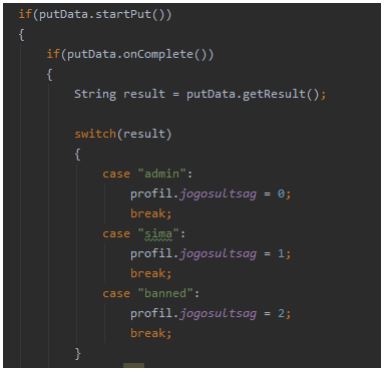 if(putData.startPut())
{
if(putData.onComplete())
{
String result = putData.getResult();
switch(result)
{
case "admin":
profil.jogosultsag = 0;
break;
case "sima":
profil.jogosultsag = 1;
break;
case "banned":
profil.jogosultsag = 2;
break;
}